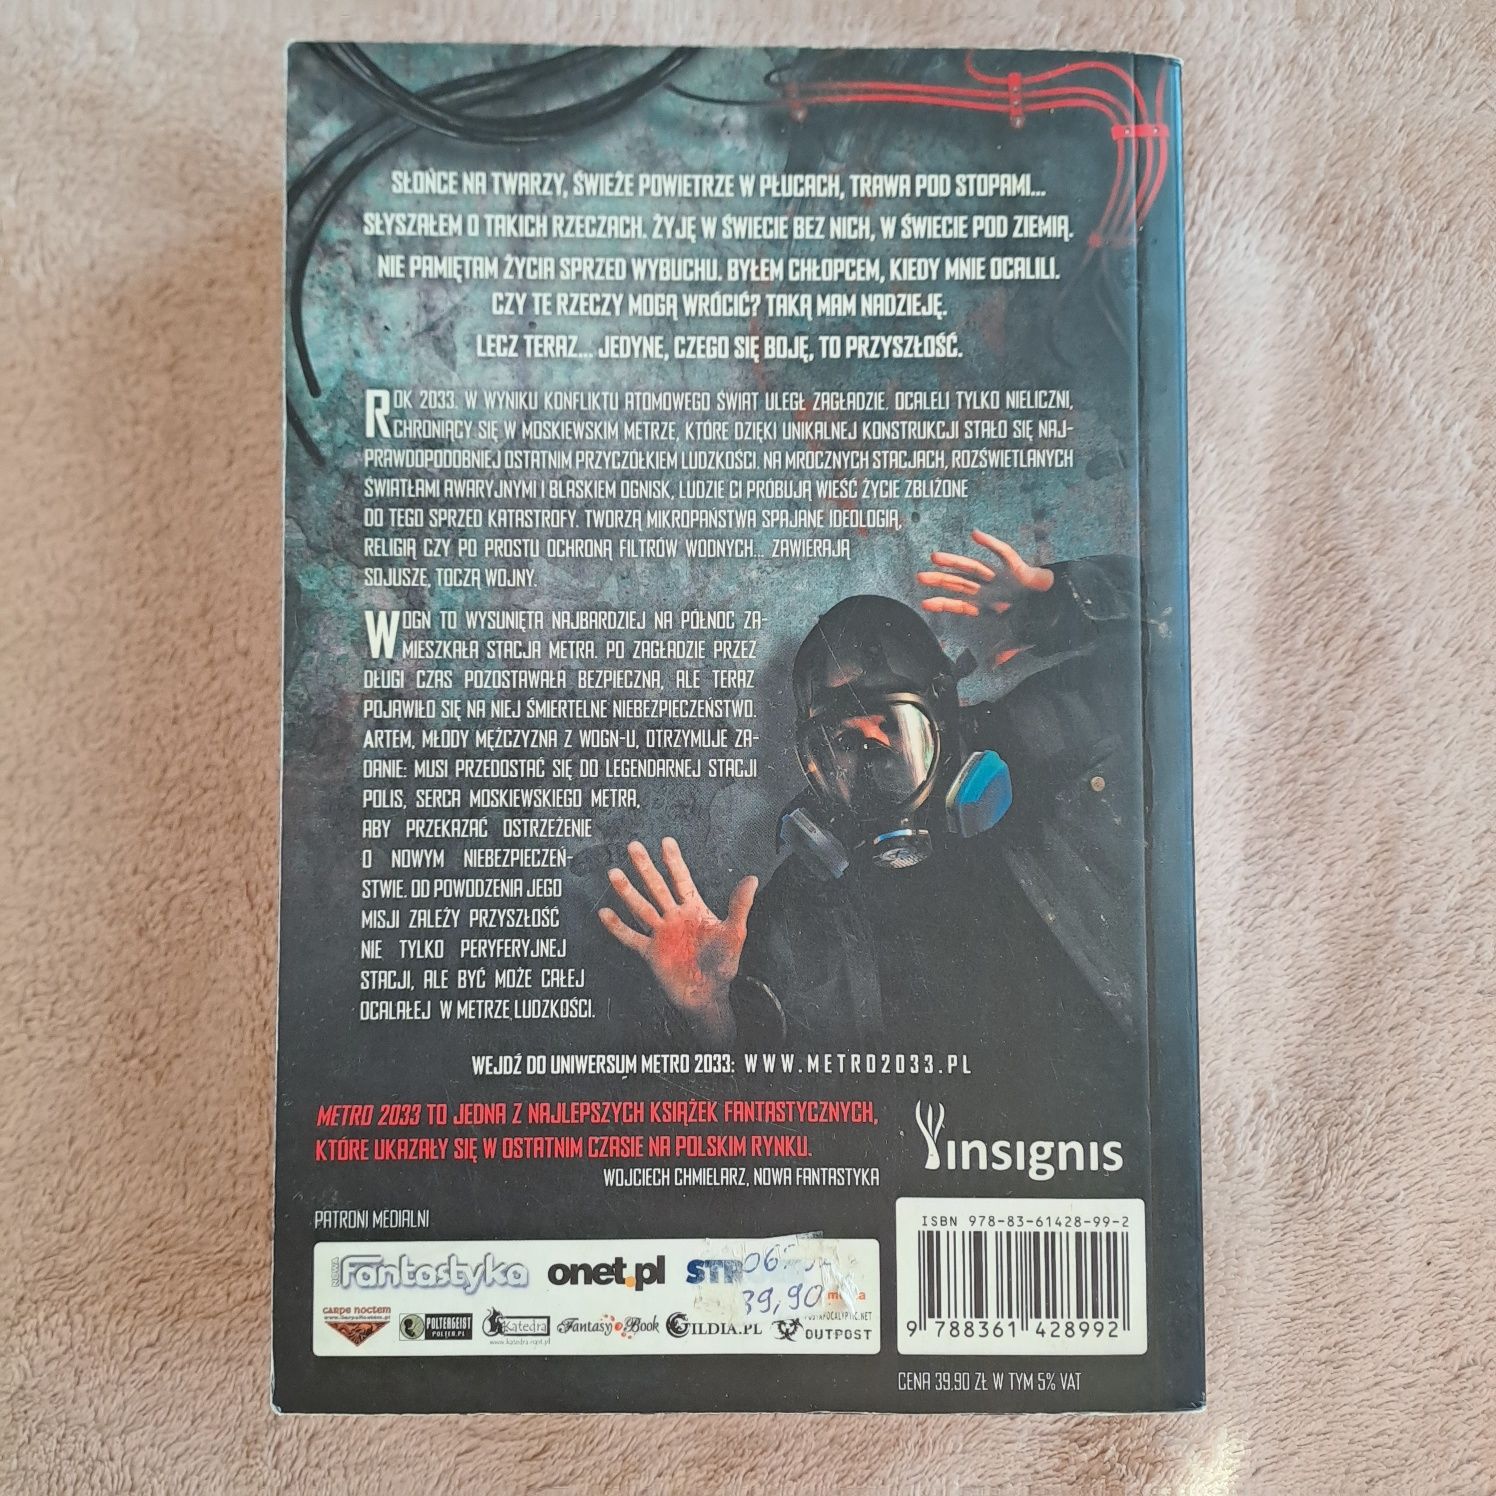 SŁOŃCE NA TWARZY, ŚWIEŻE POWIETRZE W PŁUCACH, TRAWA POD STOPAMI...
SŁYSZAŁEM O TAKICH RZECZACH. ŻYJĘ W ŚWIECIE BEZ NICH, W ŚWIECIE POD ZIEMIĄ.
NIE PAMIĘTAM ŻYCIA SPRZED WYBUCHU. BYŁEM CHŁOPCEM, KIEDY MNIE OCALILI.
CZY TE RZECZY MOGĄ WRÓCIĆ? TAKĄ MAM NADZIEJĘ.
LECZ TERAZ... JEDYNE, CZEGO SIĘ BOJĘ, TO PRZYSZŁOŚĆ.
ROK 2033. W WYNIKU KONFLIKTU ATOMOWEGO ŚWIAT ULEGŁ ZAGŁADZIE. OCALELI TYLKO NIELICZNI,
CHRONIĄCY SIĘ W MOSKIEWSKIM METRZE, KTÓRE DZIĘKI UNIKALNEJ KONSTRUKCJI STAŁO SIĘ NAJ-
PRAWDOPODOBNIEJ OSTATNIM PRZYCZÓŁKIEM LUDZKOŚCI. NA MROCZNYCH STACJACH, ROZŚWIETLANYCH
ŚWIATŁAMI AWARYJNYMI I BLASKIEM OGNISK, LUDZIE CI PRÓBUJĄ WIEŚĆ ŻYCIE ZBLIŻONE
DO TEGO SPRZED KATASTROFY. TWORZĄ MIKROPAŃSTWA SPAJANE IDEOLOGIĄ,
RELIGIĄ CZY PO PROSTU OCHRONĄ FILTRÓW WODNYCH... ZAWIERAJĄ
SOJUSZE, TOCZĄ WOJNY.
WOGN TO WYSUNIĘTA NAJBARDZIEJ NA PÓŁNOC ZA-
MIESZKAŁA STACJA METRA. PO ZAGŁADZIE PRZEZ
DŁUGI CZAS POZOSTAWAŁA BEZPIECZNA, ALE TERAZ
POJAWIŁO SIĘ NA NIEJ ŚMIERTELNE NIEBEZPIECZEŃSTWO.
ARTEM, MŁODY MĘŻCZYZNA Z WOGN-U, OTRZYMUJE ZA-
DANIE: MUSI PRZEDOSTAĆ SIĘ DO LEGENDARNEJ STACJI
POLIS, SERCA MOSKIEWSKIEGO METRA,
ABY PRZEKAZAĆ OSTRZEŻENIE
O NOWYM NIEBEZPIECZEŃ-
STWIE. OD POWODZENIA JEGO
MISJI ZALEŻY PRZYSZŁOŚĆ
NIE TYLKO PERYFERYJNEJ
STACJI, ALE BYĆ MOŻE CAŁEJ
OCALAŁEJ W METRZE LUDZKOŚCI.
WEJDŹ DO UNIWERSUM METRO 2033: WWW.METRO2033.PL
METRO 2033 TO JEDNA Z NAJLEPSZYCH KSIĄŻEK FANTASTYCZNYCH,
KTÓRE UKAZAŁY SIĘ W OSTATNIM CZASIE NA POLSKIM RYNKU.
WOJCIECH CHMIELARZ, NOWA FANTASTYKA
insignis
PATRONI MEDIALNI
NOWA Fantastyka onet.pl
39,90
CARPE NOCTEM
POLTERGEIST
POLTER.PL
Katedra
Fantasy Book
GILDIA.PL
OUTPOST
ISBN 978-83-61428-99-2
9 788361 428992
CENA 39,90 ZŁ W TYM 5% VAT